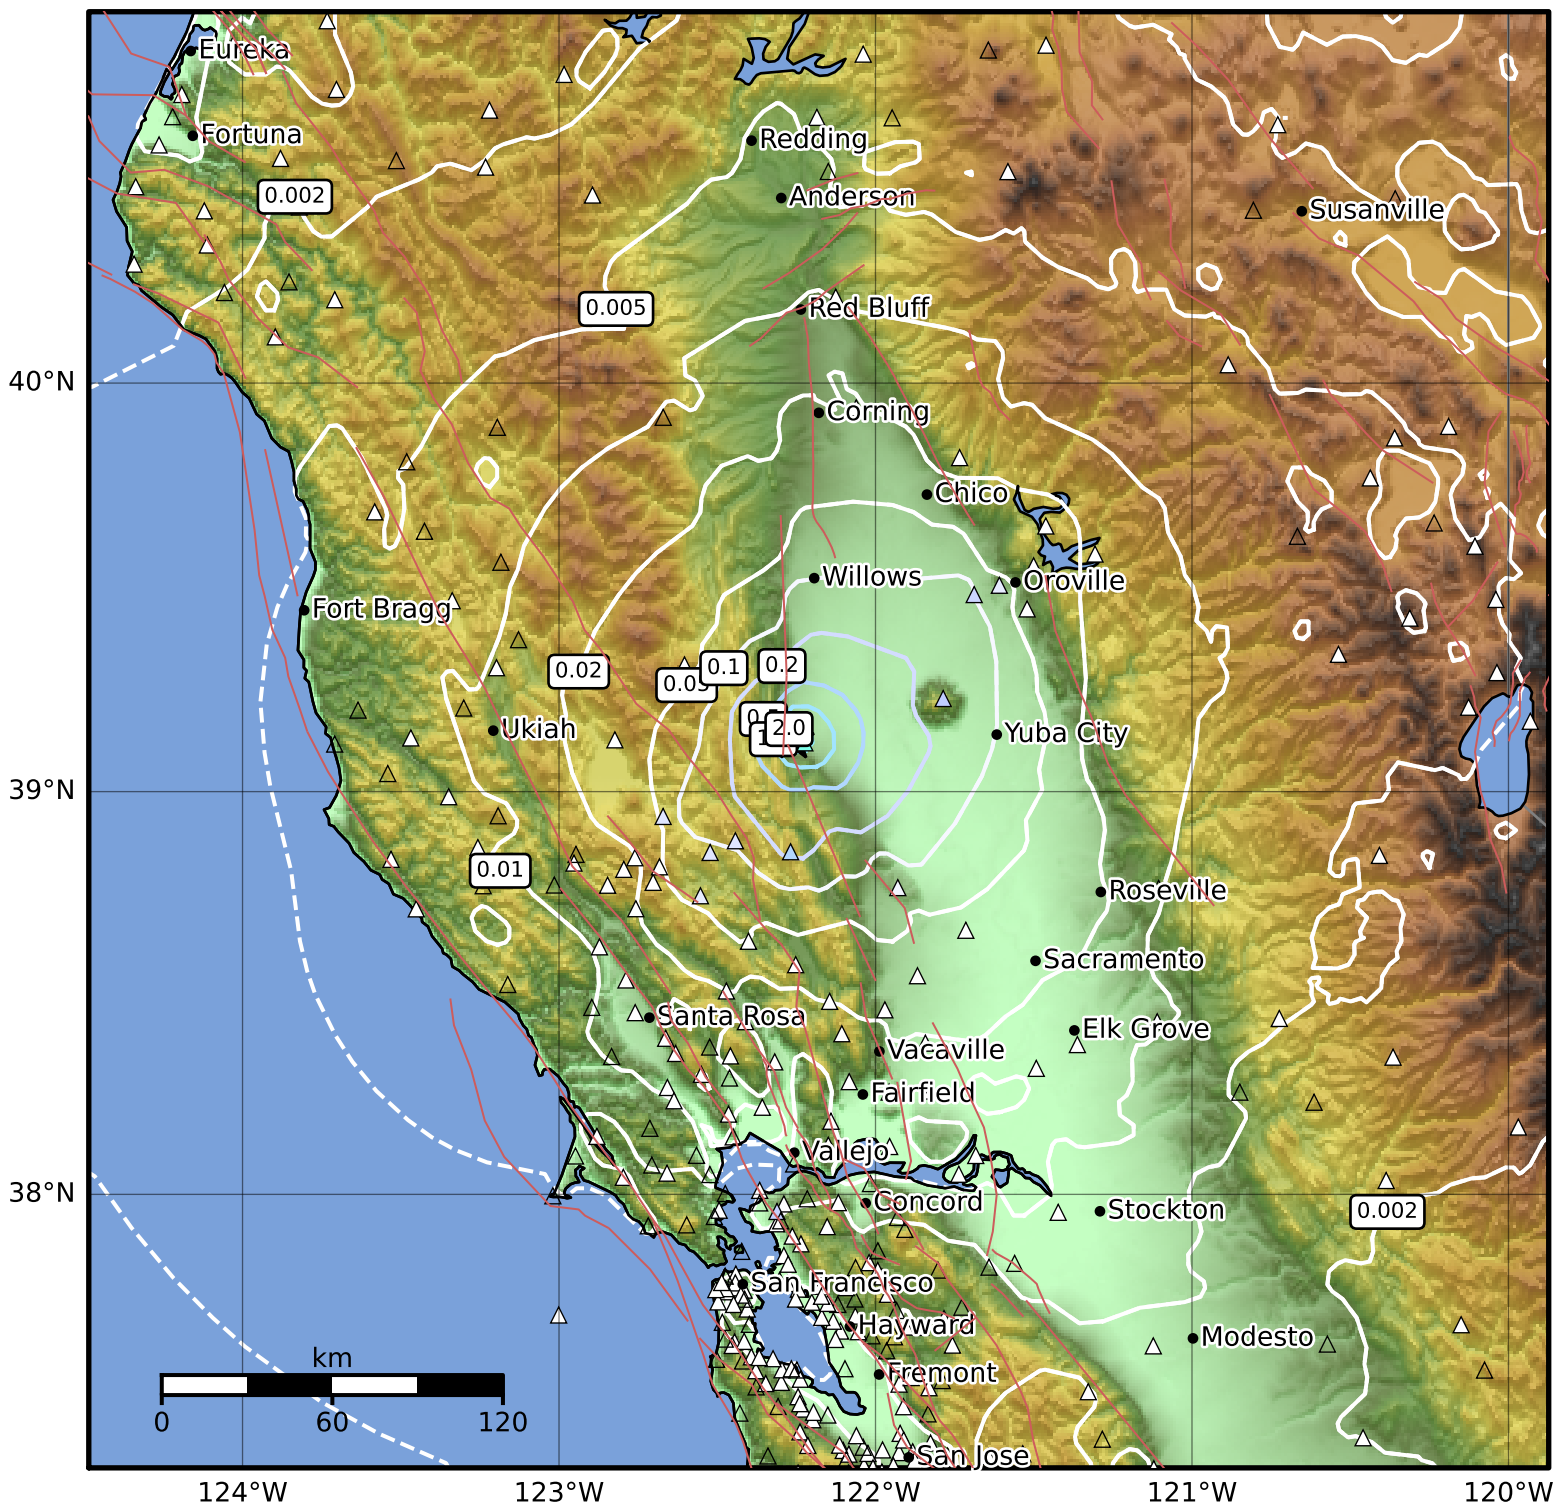 Eureka
Fortuna
Redding
0.002
Anderson
Susanville
0.005
Red Bluff
40°N
Corning
Chico
Willows
Oroville
Fort Bragg
0.02
0.1
0.2
Ukiah
2.0
Yuba City
39°N
0.01
Roseville
Sacramento
Santa Rosa
Elk Grove
Vacaville
Fairfield
Vallejo
38°N
Concord
Stockton
0.002
San Francisco
Hayward
Modesto
km
Fremont
0 60 120
San Jose
124°W 123°W 122°W 121°W 120°W